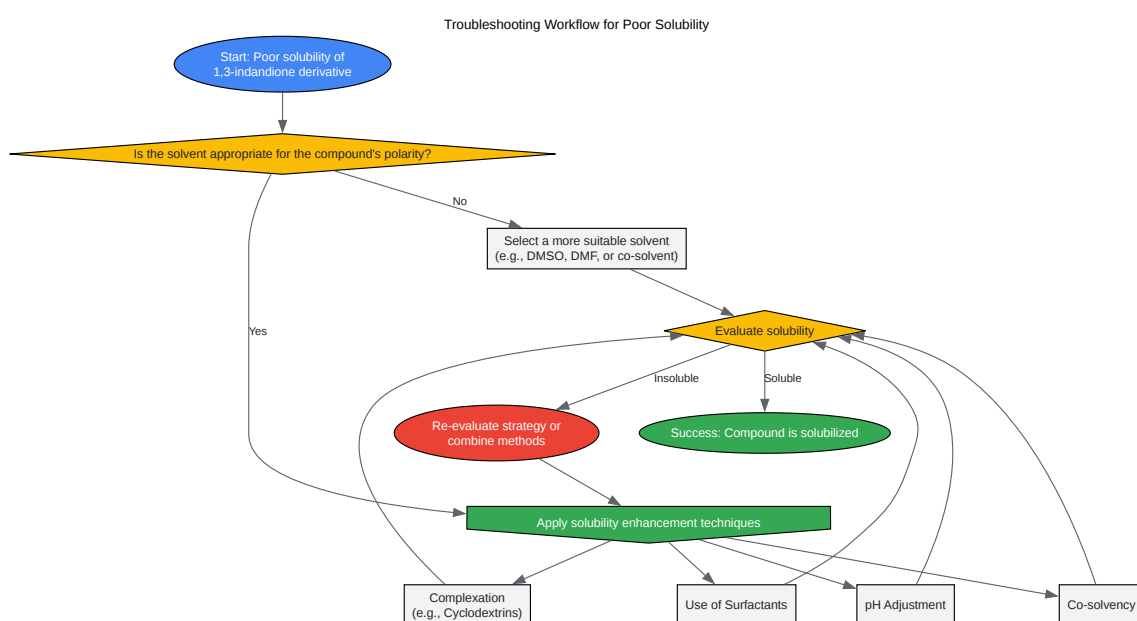 Troubleshooting Workflow for Poor Solubility
Start: Poor solubility of
1,3-indandione derivative
Is the solvent appropriate for the compound's polarity?
No
Select a more suitable solvent
(e.g., DMSO, DMF, or co-solvent)
Yes
Evaluate solubility
Insoluble
Soluble
Re-evaluate strategy or
combine methods
Success: Compound is solubilized
Apply solubility enhancement techniques
Complexation
(e.g., Cyclodextrins)
Use of Surfactants
pH Adjustment
Co-solvency